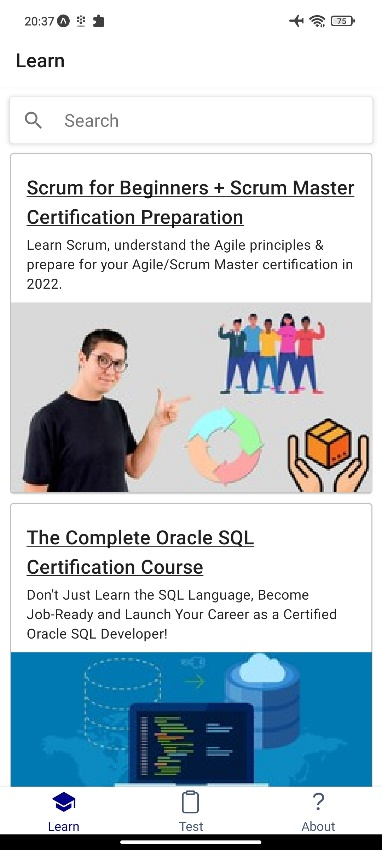 20:37
75
Learn
Search
Scrum for Beginners + Scrum Master
Certification Preparation
Learn Scrum, understand the Agile principles &
prepare for your Agile/Scrum Master certification in
2022.
The Complete Oracle SQL
Certification Course
Don't Just Learn the SQL Language, Become
Job-Ready and Launch Your Career as a Certified
Oracle SQL Developer!
Learn
Test
? About